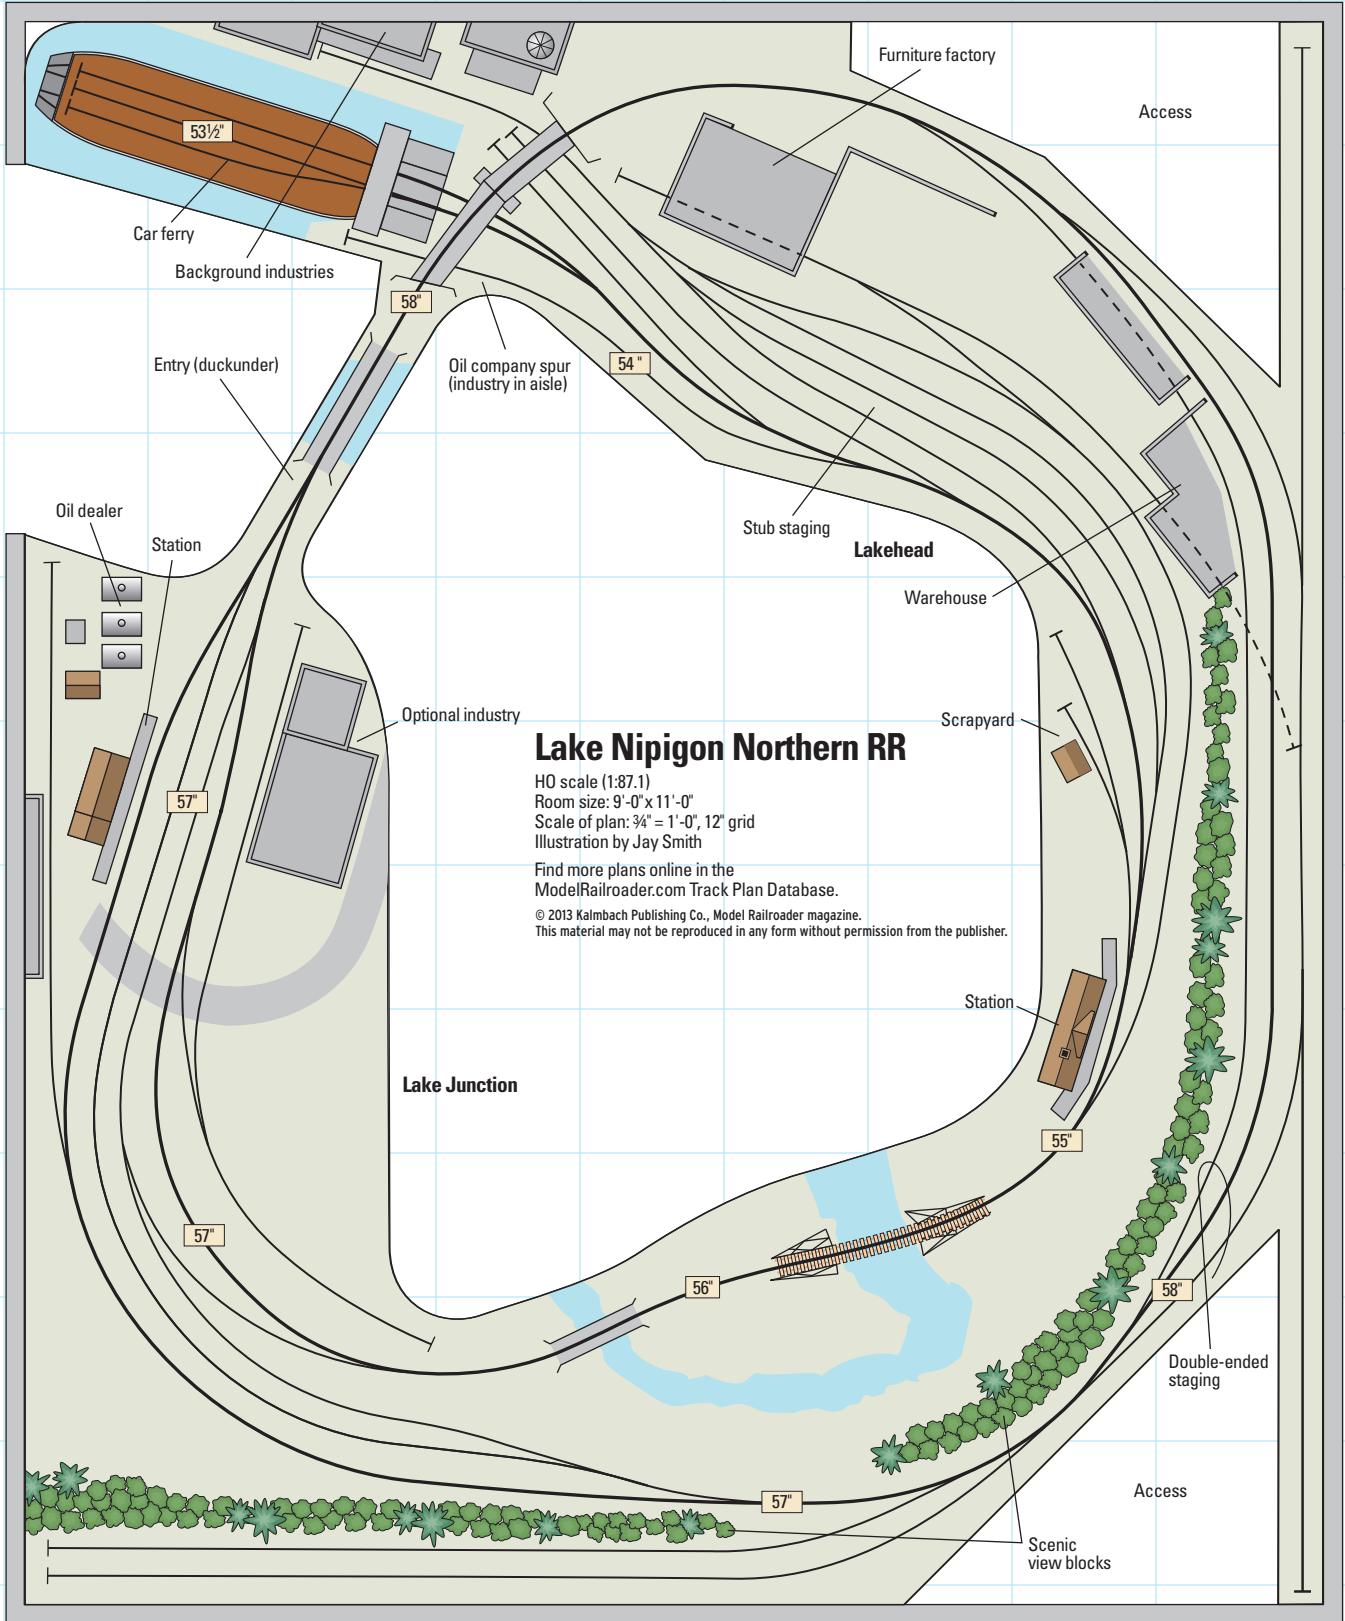 Furniture factory
Access
53½"
Car ferry
Background industries
58"
Entry (duckunder)
Oil company spur
(industry in aisle)
54 "
Oil dealer
Station
Stub staging
Lakehead
Warehouse
Optional industry
Scrapyard
Lake Nipigon Northern RR
HO scale (1:87.1)
Room size: 9'-0" x 11'-0"
Scale of plan: ¾" = 1'-0", 12" grid
Illustration by Jay Smith
Find more plans online in the
ModelRailroader.com Track Plan Database.
© 2013 Kalmbach Publishing Co., Model Railroader magazine.
This material may not be reproduced in any form without permission from the publisher.
57"
Station
Lake Junction
55"
57"
56"
58"
Double-ended
staging
Access
57"
Scenic
view blocks